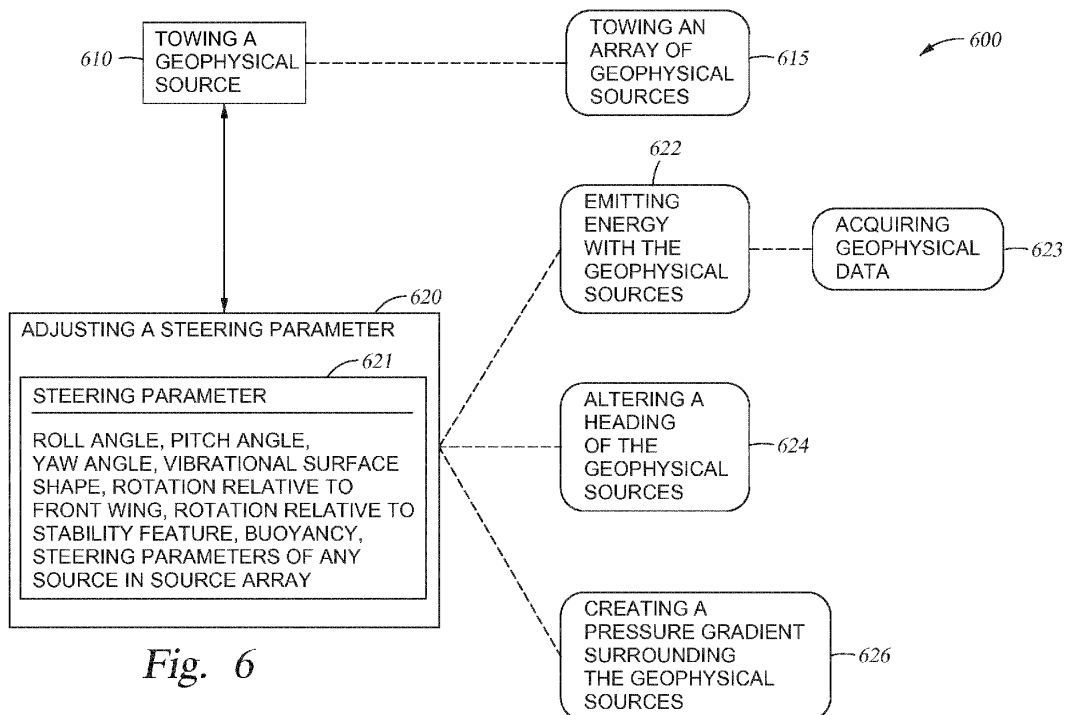 610
TOWING A
GEOPHYSICAL
SOURCE
TOWING AN
ARRAY OF
GEOPHYSICAL
SOURCES
615
600
622
EMITTING
ENERGY
WITH THE
GEOPHYSICAL
SOURCES
ACQUIRING
GEOPHYSICAL
DATA
623
620
ADJUSTING A STEERING PARAMETER
621
STEERING PARAMETER
ROLL ANGLE, PITCH ANGLE,
YAW ANGLE, VIBRATIONAL SURFACE
SHAPE, ROTATION RELATIVE TO
FRONT WING, ROTATION RELATIVE TO
STABILITY FEATURE, BUOYANCY,
STEERING PARAMETERS OF ANY
SOURCE IN SOURCE ARRAY
ALTERING A
HEADING
OF THE
GEOPHYSICAL
SOURCES
624
CREATING A
PRESSURE GRADIENT
SURROUNDING
THE GEOPHYSICAL
SOURCES
626
Fig. 6